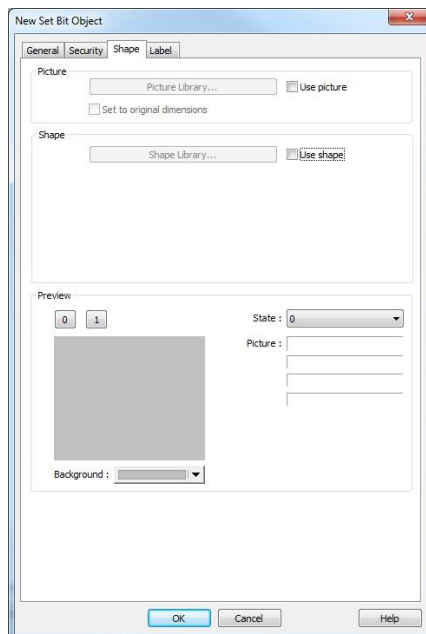 New Set Bit Object
General Security Shape Label
Picture
Picture Library... Use picture
Set to original dimensions
Shape
Shape Library... Use shape
Preview
0 1 State : 0
Picture :
Background :
OK Cancel Help